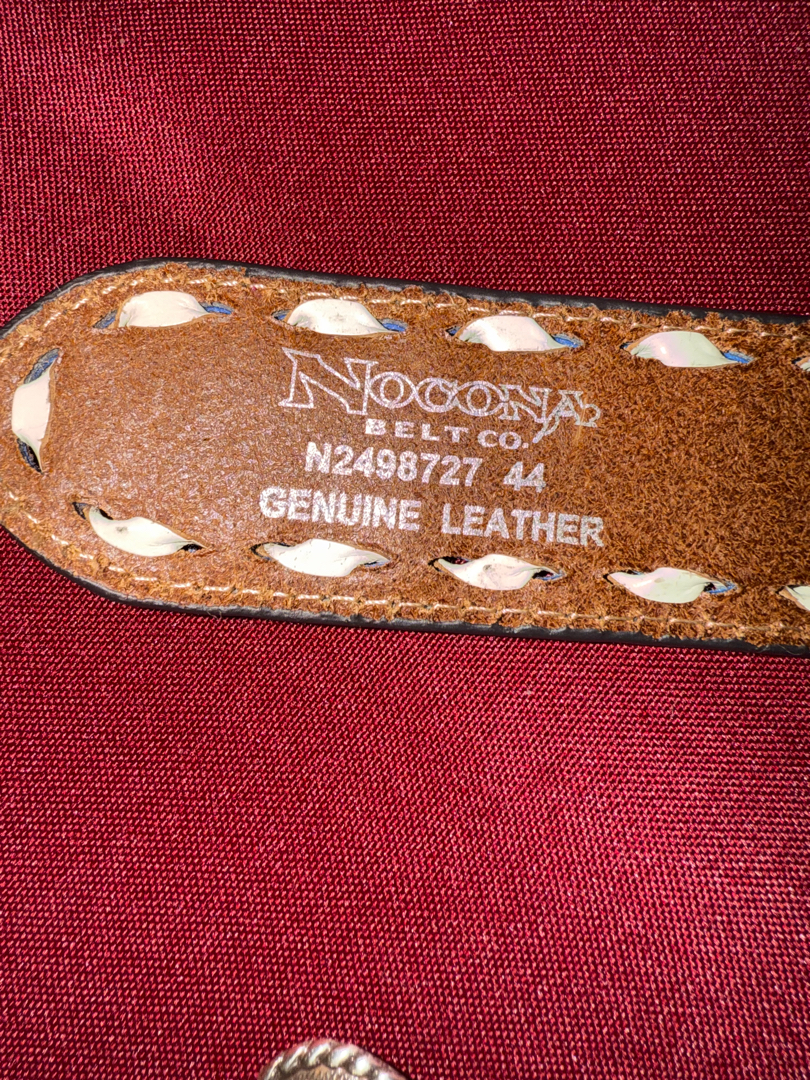 NOCONA
BELT CO.
N2498727 44
GENUINE LEATHER